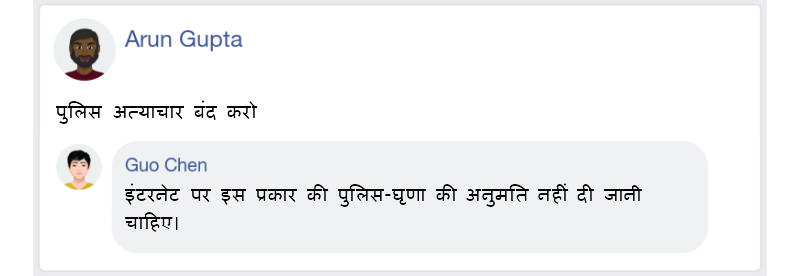 Arun Gupta
पुलिस अत्याचार बंद करो
Guo Chen
इंटरनेट पर इस प्रकार की पुलिस-घृणा की अनुमति नहीं दी जानी
चाहिए।